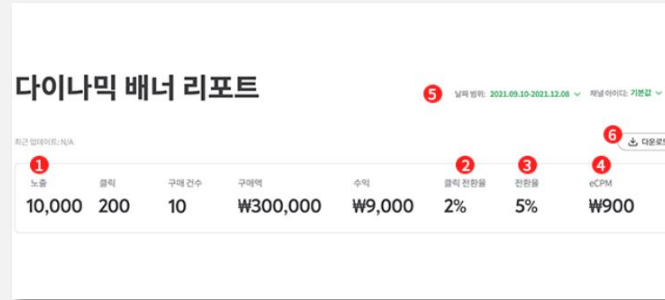 다이나믹 배너 리포트
5 날짜 범위: 2021.09.10-2021.12.08 채널 아이디: 기본값
최근 업데이트: N/A
6 다운로드
1 2 3 4
노출 클릭 구매 건수 구매액 수익 클릭 전환율 전환율 eCPM
10,000 200 10 ₩300,000 ₩9,000 2% 5% ₩900